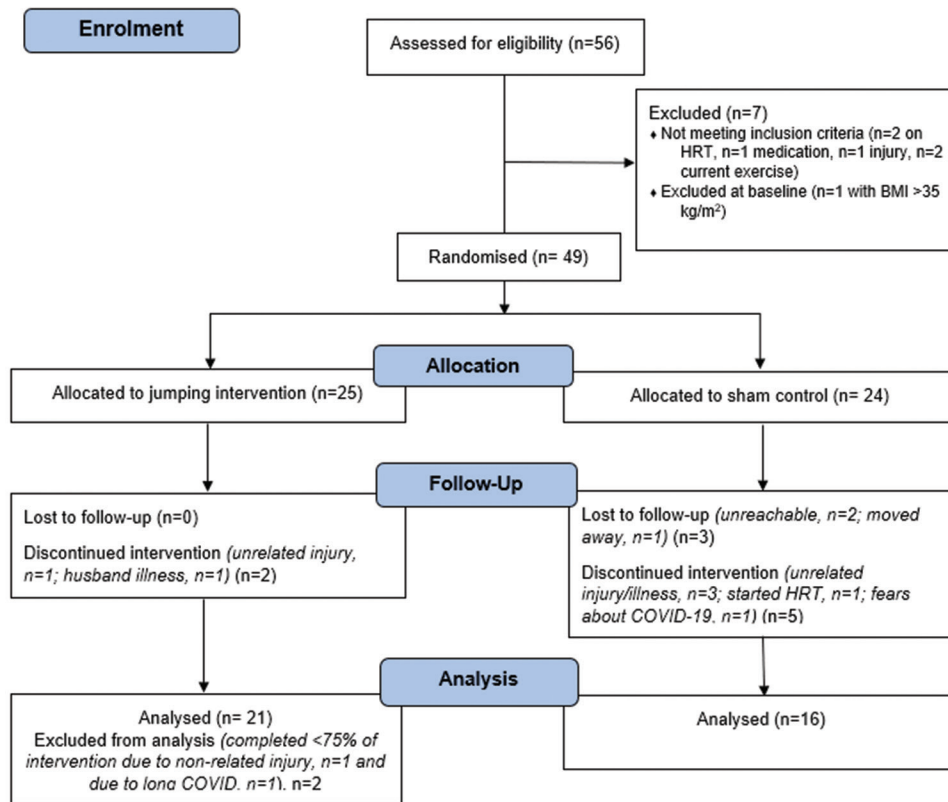 Enrolment
Assessed for eligibility (n=56)
Excluded (n=7)
♦ Not meeting inclusion criteria (n=2 on
HRT, n=1 medication, n=1 injury, n=2
current exercise)
♦ Excluded at baseline (n=1 with BMI >35
kg/m²)
Randomised (n= 49)
Allocation
Allocated to jumping intervention (n=25)
Allocated to sham control (n= 24)
Follow-Up
Lost to follow-up (n=0)
Discontinued intervention (unrelated injury,
n=1; husband illness, n=1) (n=2)
Lost to follow-up (unreachable, n=2; moved
away, n=1) (n=3)
Discontinued intervention (unrelated
injury/illness, n=3; started HRT, n=1; fears
about COVID-19, n=1) (n=5)
Analysis
Analysed (n= 21)
Excluded from analysis (completed <75% of
intervention due to non-related injury, n=1 and
due to long COVID, n=1), n=2
Analysed (n=16)